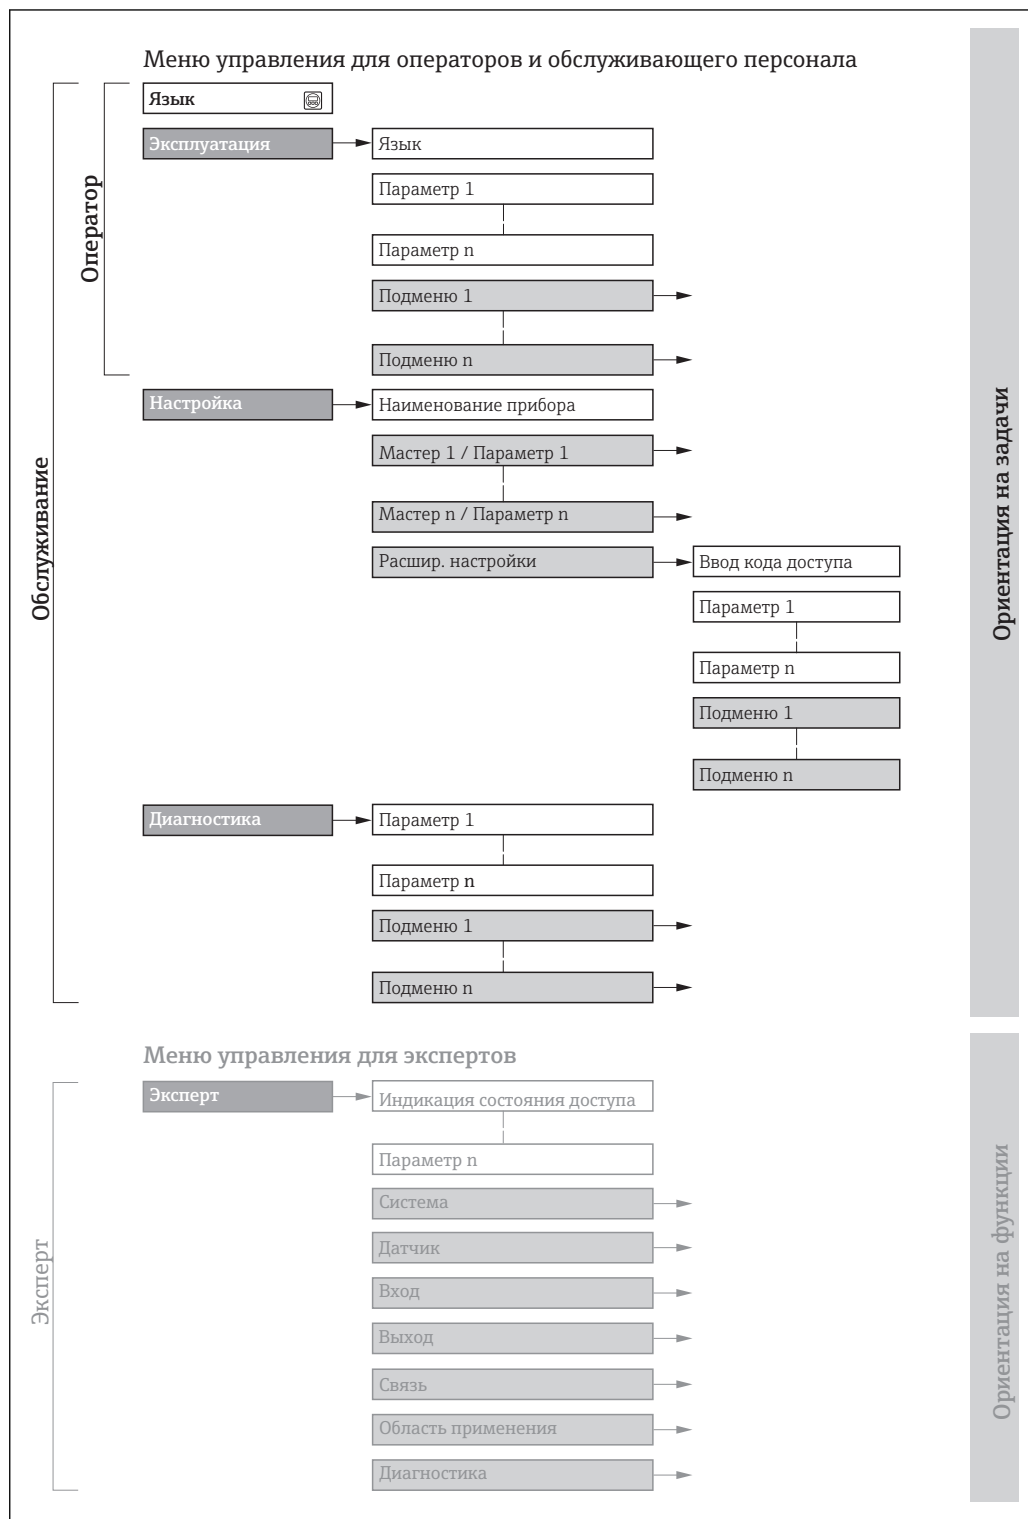 Меню управления для операторов и обслуживающего персонала
Язык
Эксплуатация
Язык
Параметр 1
Параметр n
Подменю 1
Подменю n
Оператор
Настройка
Наименование прибора
Мастер 1 / Параметр 1
Мастер n / Параметр n
Расшир. настройки
Ввод кода доступа
Параметр 1
Параметр n
Подменю 1
Подменю n
Диагностика
Параметр 1
Параметр n
Подменю 1
Подменю n
Обслуживание
Ориентация на задачи
Меню управления для экспертов
Эксперт
Индикация состояния доступа
Параметр n
Система
Датчик
Вход
Выход
Связь
Область применения
Диагностика
Эксперт
Ориентация на функции